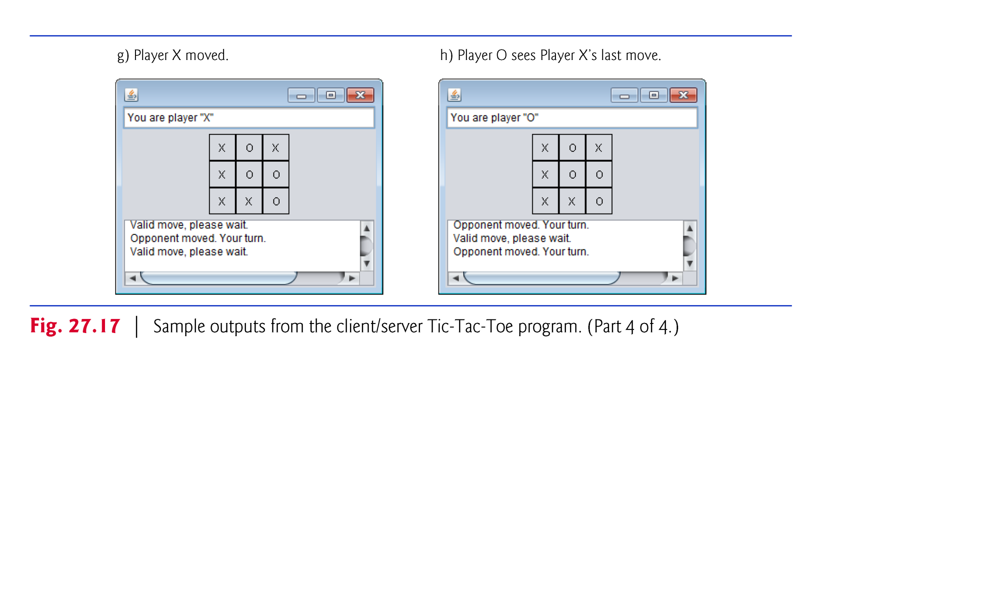 g) Player X moved.
h) Player O sees Player X's last move.
You are player "X"
X O X
X O O
X X O
Valid move, please wait.
Opponent moved. Your turn.
Valid move, please wait.
You are player "O"
X O X
X O O
X X O
Opponent moved. Your turn.
Valid move, please wait.
Opponent moved. Your turn.
Fig. 27.17 | Sample outputs from the client/server Tic-Tac-Toe program. (Part 4 of 4.)